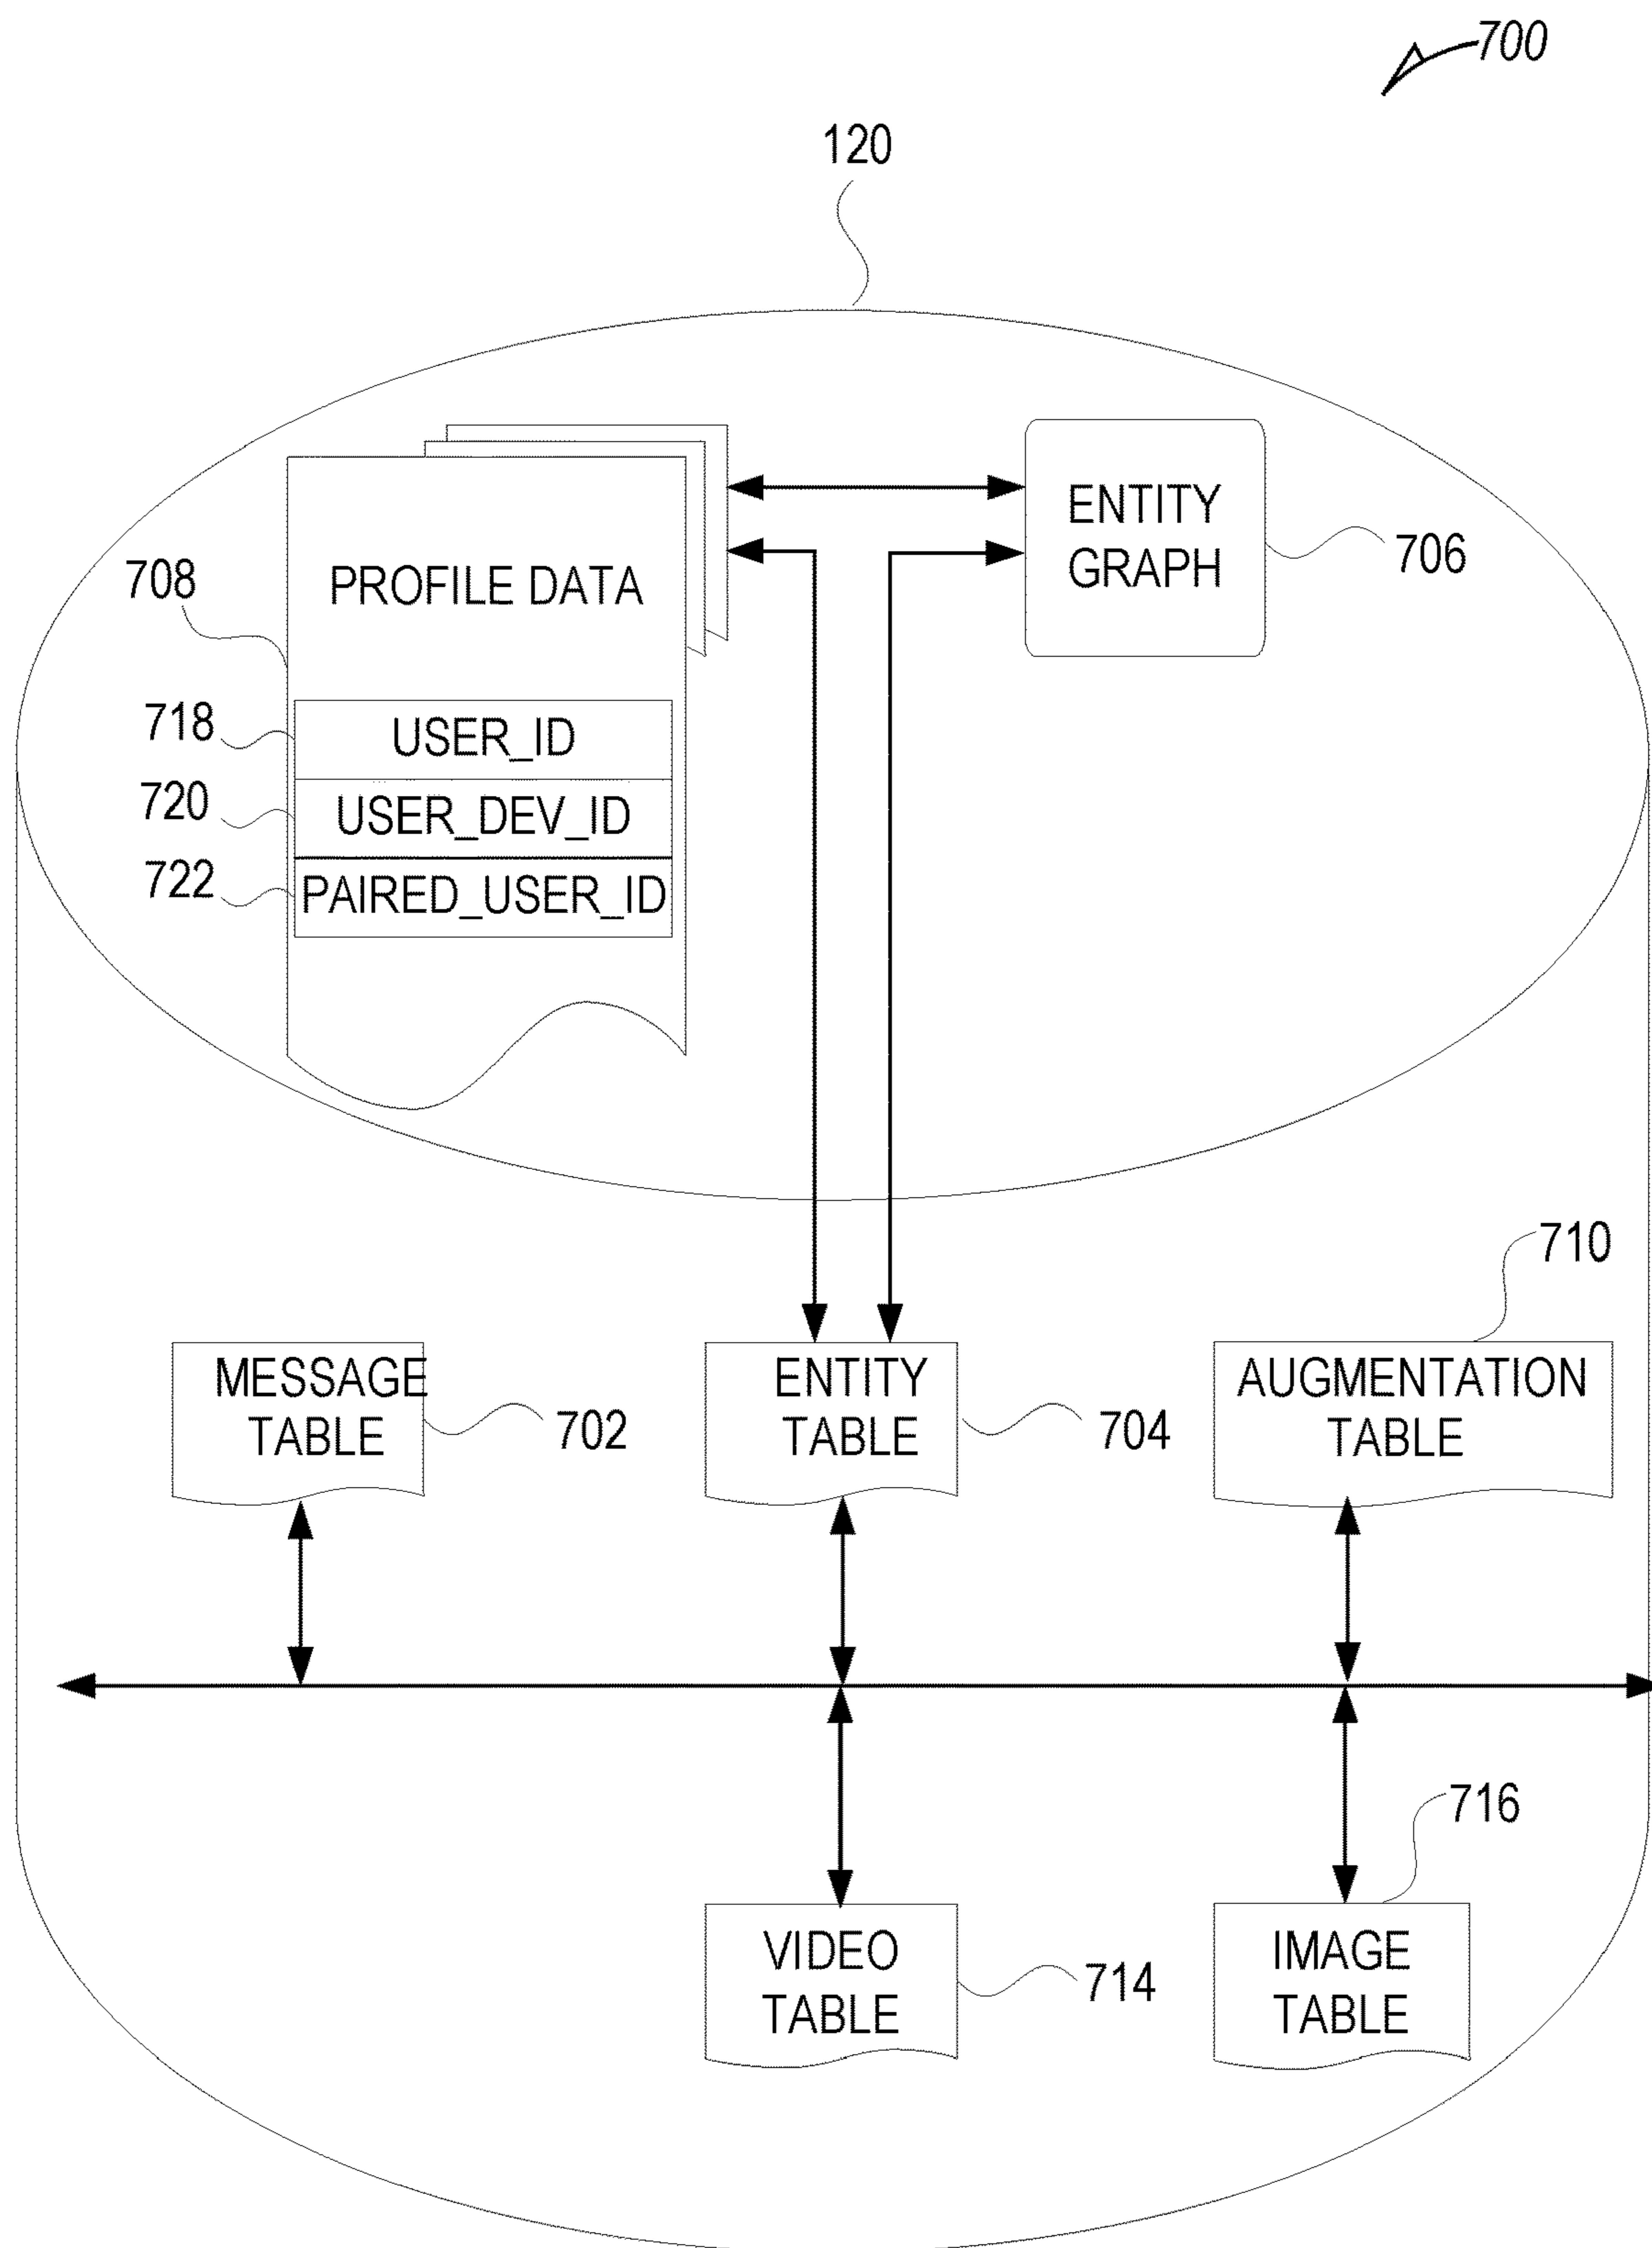 700
120
PROFILE DATA
ENTITY
GRAPH
706
708
718
USER_ID
720
USER_DEV_ID
722
PAIRED_USER_ID
710
MESSAGE
TABLE
702
ENTITY
TABLE
704
AUGMENTATION
TABLE
716
VIDEO
TABLE
714
IMAGE
TABLE